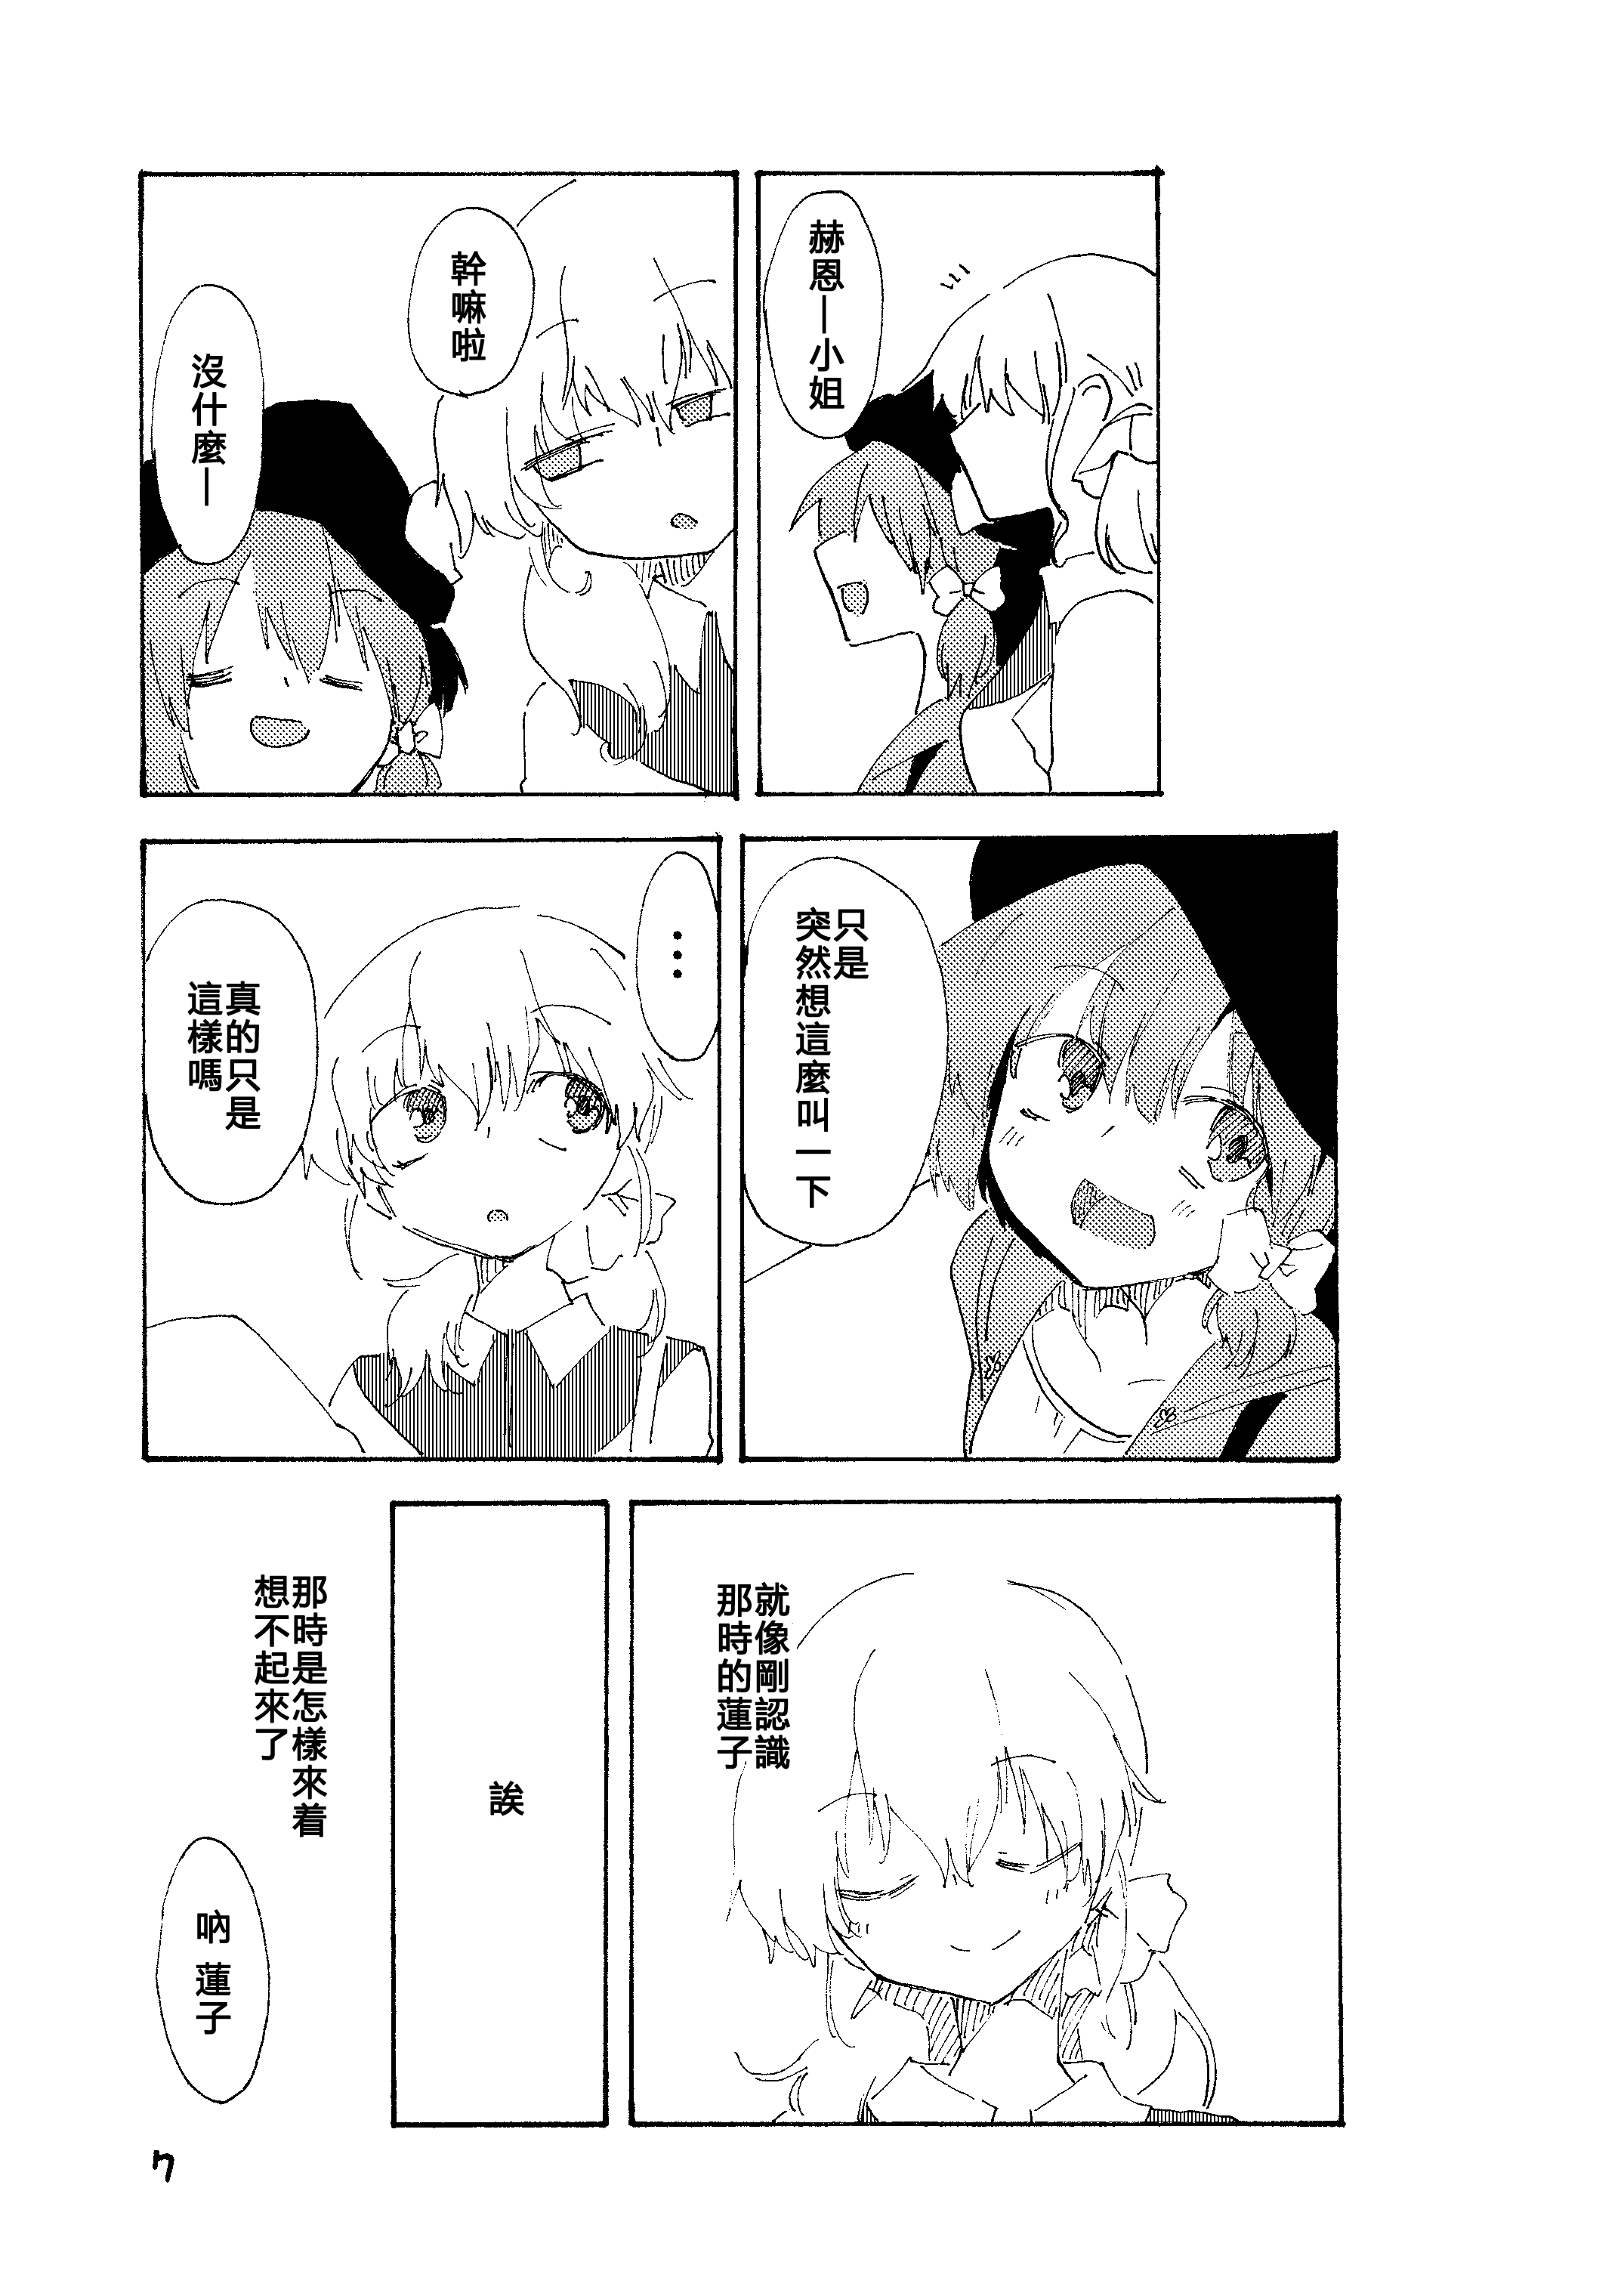 赫恩—小姐
幹嘛啦
沒什麼—
只是
突然想這麼叫一下
…
真的只是
這樣嗎
就像剛認識
那時的蓮子
誒
那時是怎樣來着
想不起來了
吶 蓮子
7